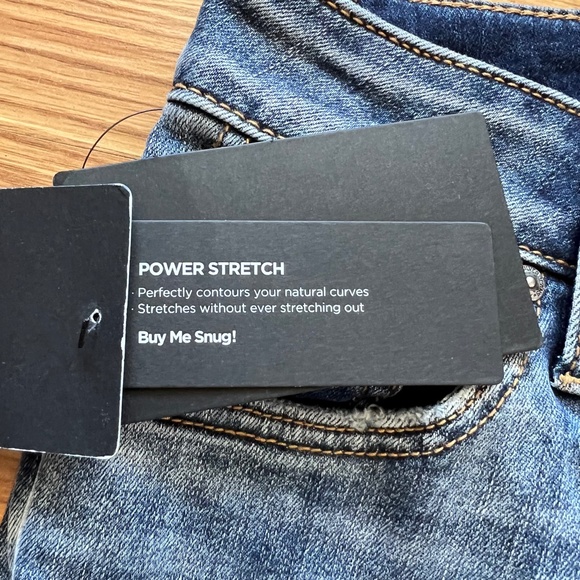 POWER STRETCH
· Perfectly contours your natural curves
· Stretches without ever stretching out
Buy Me Snug!